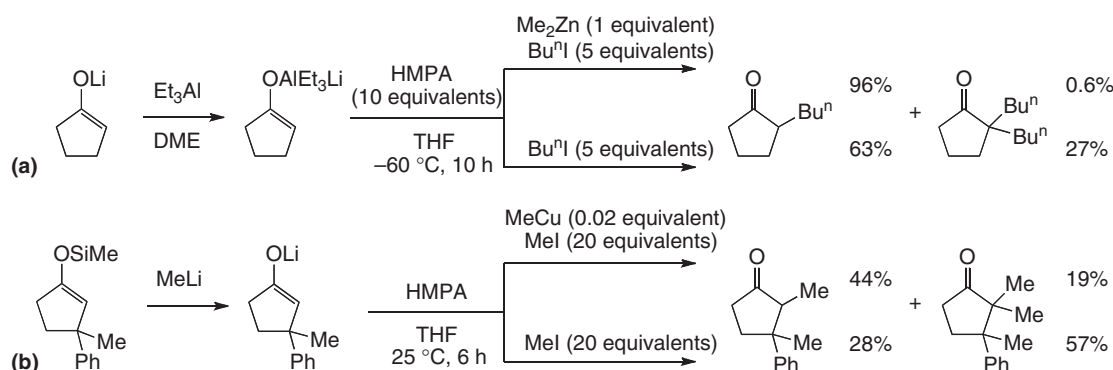 Me₂Zn (1 equivalent)
BuⁿI (5 equivalents)
OLi
Et₃Al
DME
OAlEt₃Li
HMPA
(10 equivalents)
THF
–60 °C, 10 h
BuⁿI (5 equivalents)
O
Buⁿ
96%
63%
+
O
Buⁿ
Buⁿ
0.6%
27%
(a)
MeCu (0.02 equivalent)
MeI (20 equivalents)
OSiMe
Me
Ph
MeLi
OLi
Me
Ph
HMPA
THF
25 °C, 6 h
MeI (20 equivalents)
O
Me
Me
Ph
44%
28%
+
O
Me
Me
Me
Ph
19%
57%
(b)